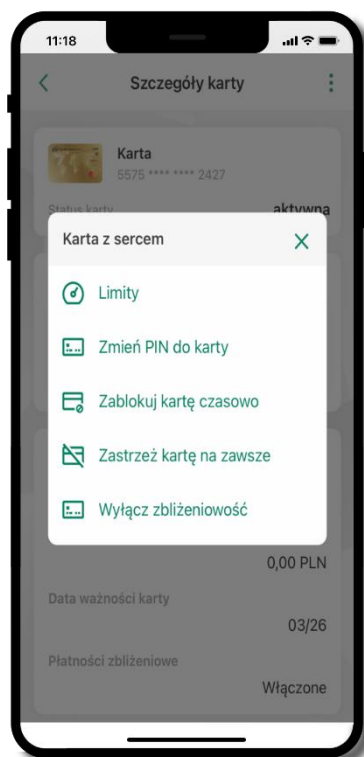 11:18
Szczegóły karty
Karta
5575 **** **** 2427
Status karty
aktywna
Karta z sercem
Limity
Zmień PIN do karty
Zablokuj kartę czasowo
Zastrzeż kartę na zawsze
Wyłącz zbliżeniowość
0,00 PLN
Data ważności karty
03/26
Płatności zbliżeniowe
Włączone